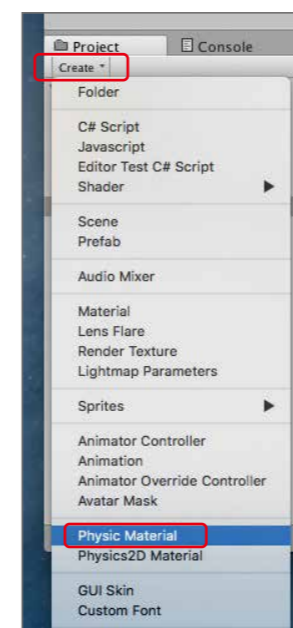 Project Console
Create
Folder
C# Script
Javascript
Editor Test C# Script
Shader
Scene
Prefab
Audio Mixer
Material
Lens Flare
Render Texture
Lightmap Parameters
Sprites
Animator Controller
Animation
Animator Override Controller
Avatar Mask
Physic Material
Physics2D Material
GUI Skin
Custom Font